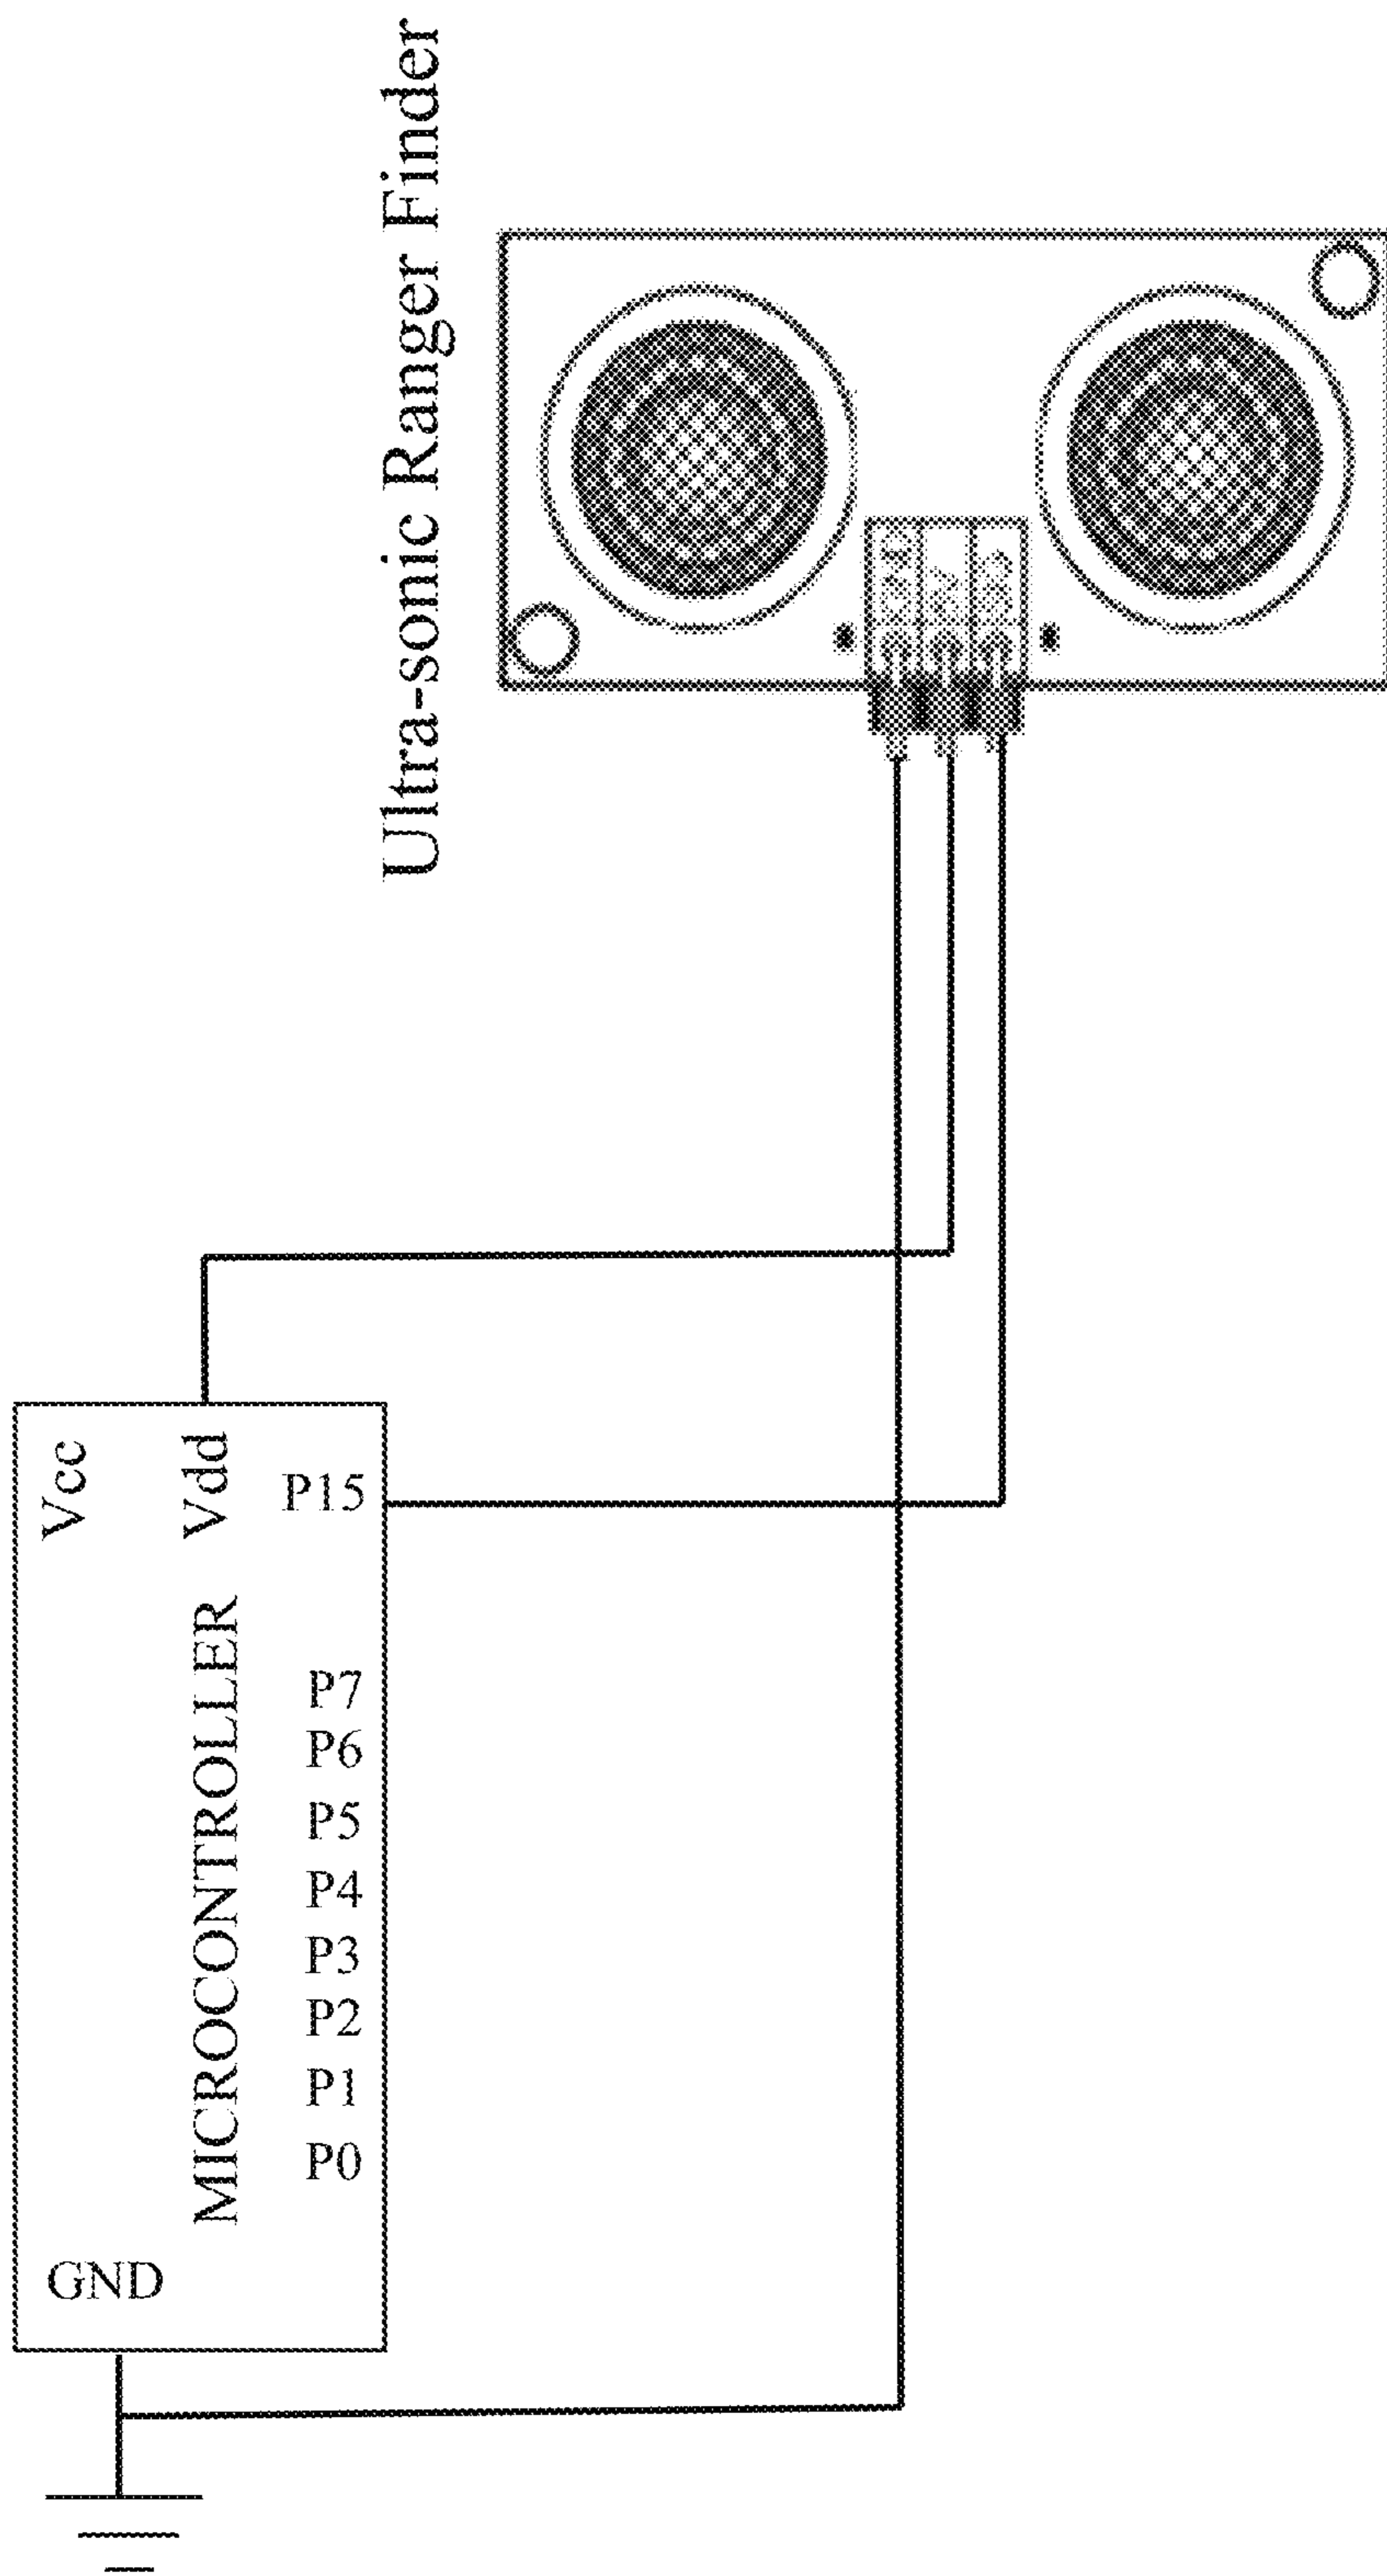 Ultra-sonic Ranger Finder
Vcc
Vdd
P15
MICROCONTROLLER
P7
P6
P5
P4
P3
P2
P1
P0
GND